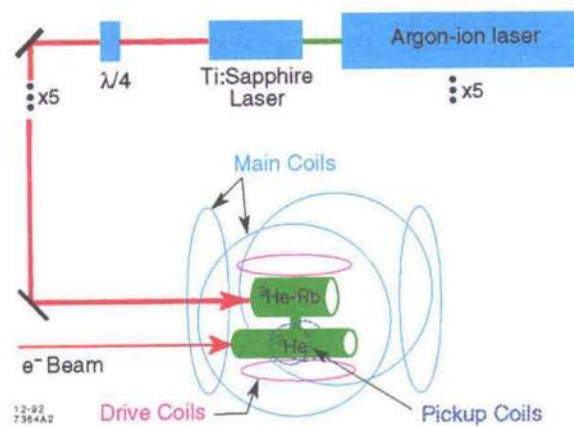 Argon-ion laser
x5
λ/4
Ti:Sapphire
Laser
x5
Main Coils
³He-Rb
³He
e⁻ Beam
12-92
7364A2
Drive Coils
Pickup Coils